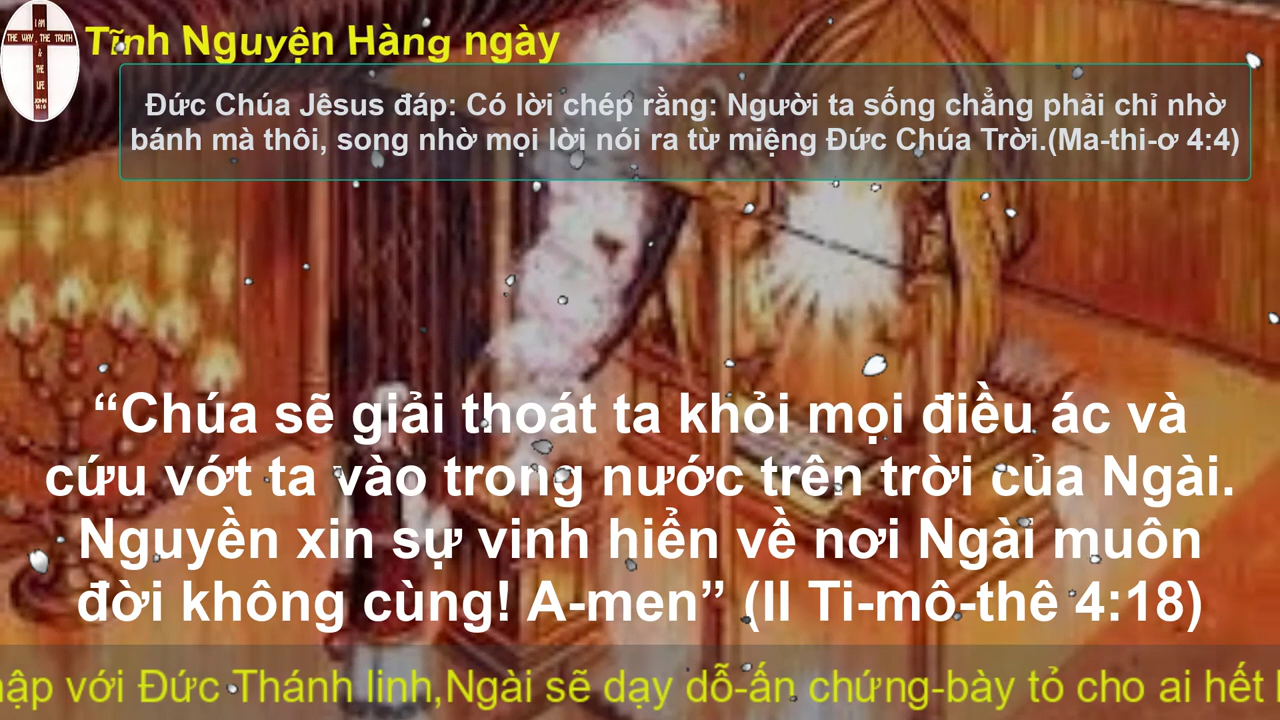 I AM
THE WAY, THE TRUTH
&
THE
LIFE
JOHN
14:6
Tĩnh Nguyện Hàng ngày
Đức Chúa Jêsus đáp: Có lời chép rằng: Người ta sống chẳng phải chỉ nhờ
bánh mà thôi, song nhờ mọi lời nói ra từ miệng Đức Chúa Trời.(Ma-thi-ơ 4:4)
“Chúa sẽ giải thoát ta khỏi mọi điều ác và
cứu vớt ta vào trong nước trên trời của Ngài.
Nguyền xin sự vinh hiển về nơi Ngài muôn
đời không cùng! A-men” (II Ti-mô-thê 4:18)
với Đức Thánh linh,Ngài sẽ dạy dỗ-ấn chứng-bày tỏ cho ai hết